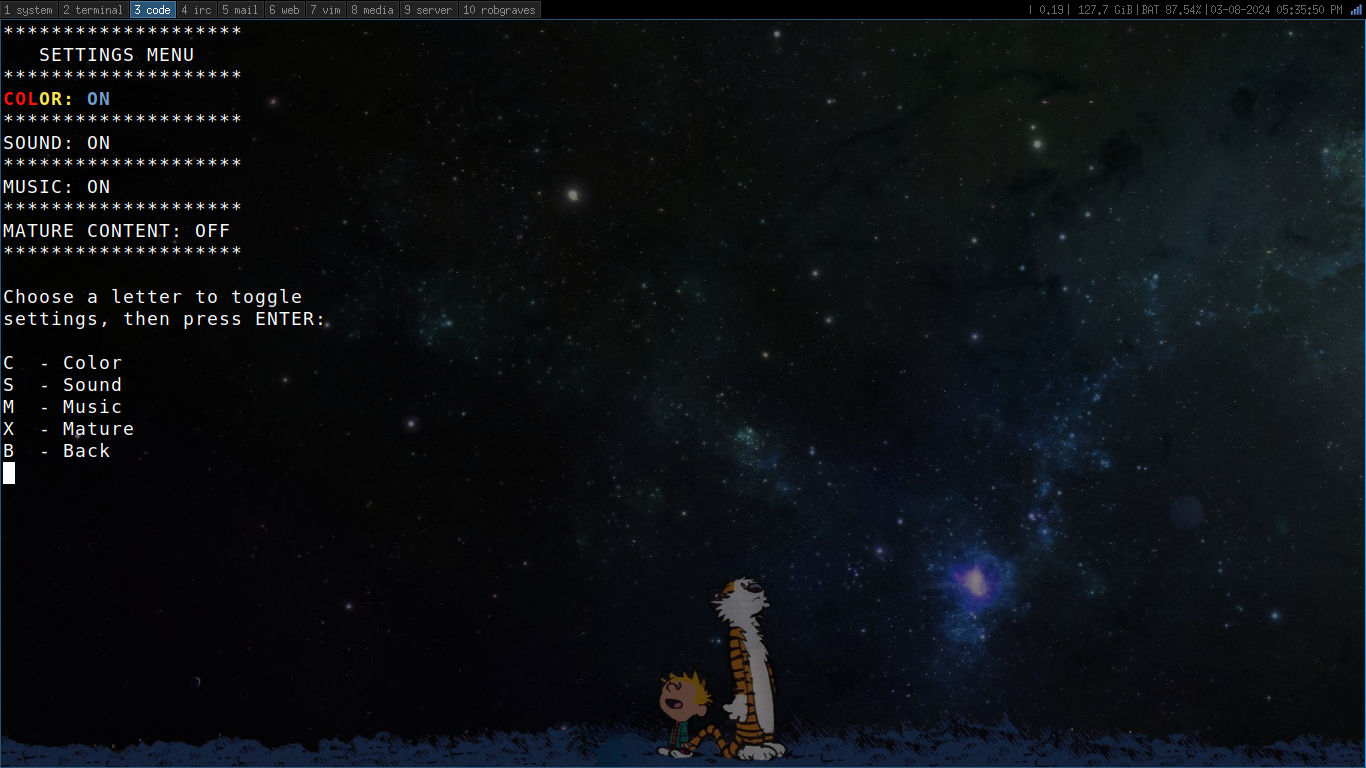 1 system 2 terminal 3 code 4 irc 5 mail 6 web 7 vim 8 media 9 server 10 robgraves | 0.19| 127.7 GiB|BAT 87.54%|03-08-2024 05:35:50 PM
********************
SETTINGS MENU
********************
COLOR: ON
********************
SOUND: ON
********************
MUSIC: ON
********************
MATURE CONTENT: OFF
********************
Choose a letter to toggle
settings, then press ENTER:
C - Color
S - Sound
M - Music
X - Mature
B - Back